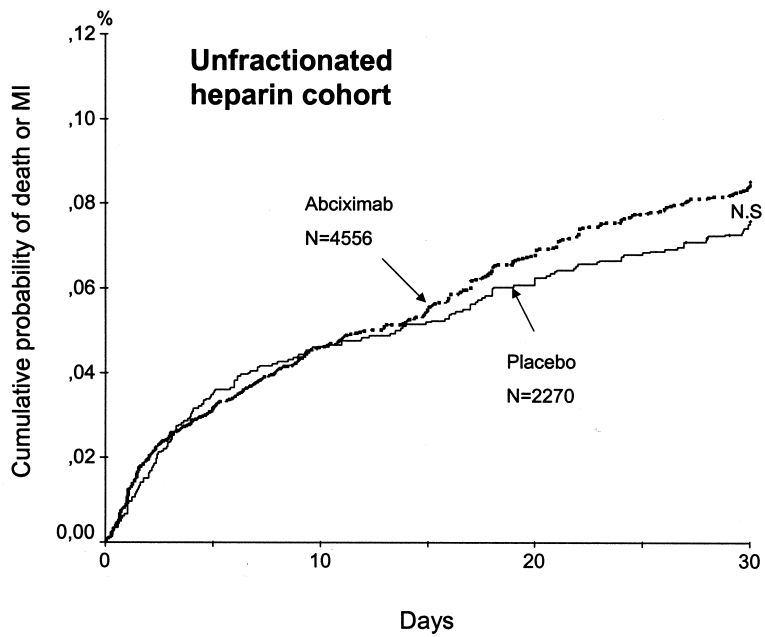 %
,12
Unfractionated
heparin cohort
,10
Abciximab
N=4556
,08
N.S
,06
Placebo
N=2270
,04
,02
0,00
0
10
20
30
Cumulative probability of death or MI
Days